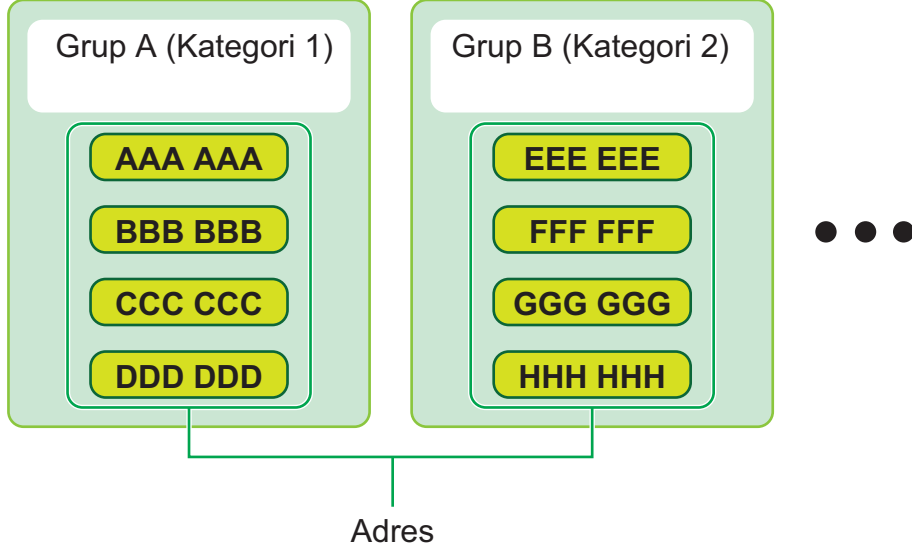 Grup A (Kategori 1)
AAA AAA
BBB BBB
CCC CCC
DDD DDD
Grup B (Kategori 2)
EEE EEE
FFF FFF
GGG GGG
HHH HHH
Adres